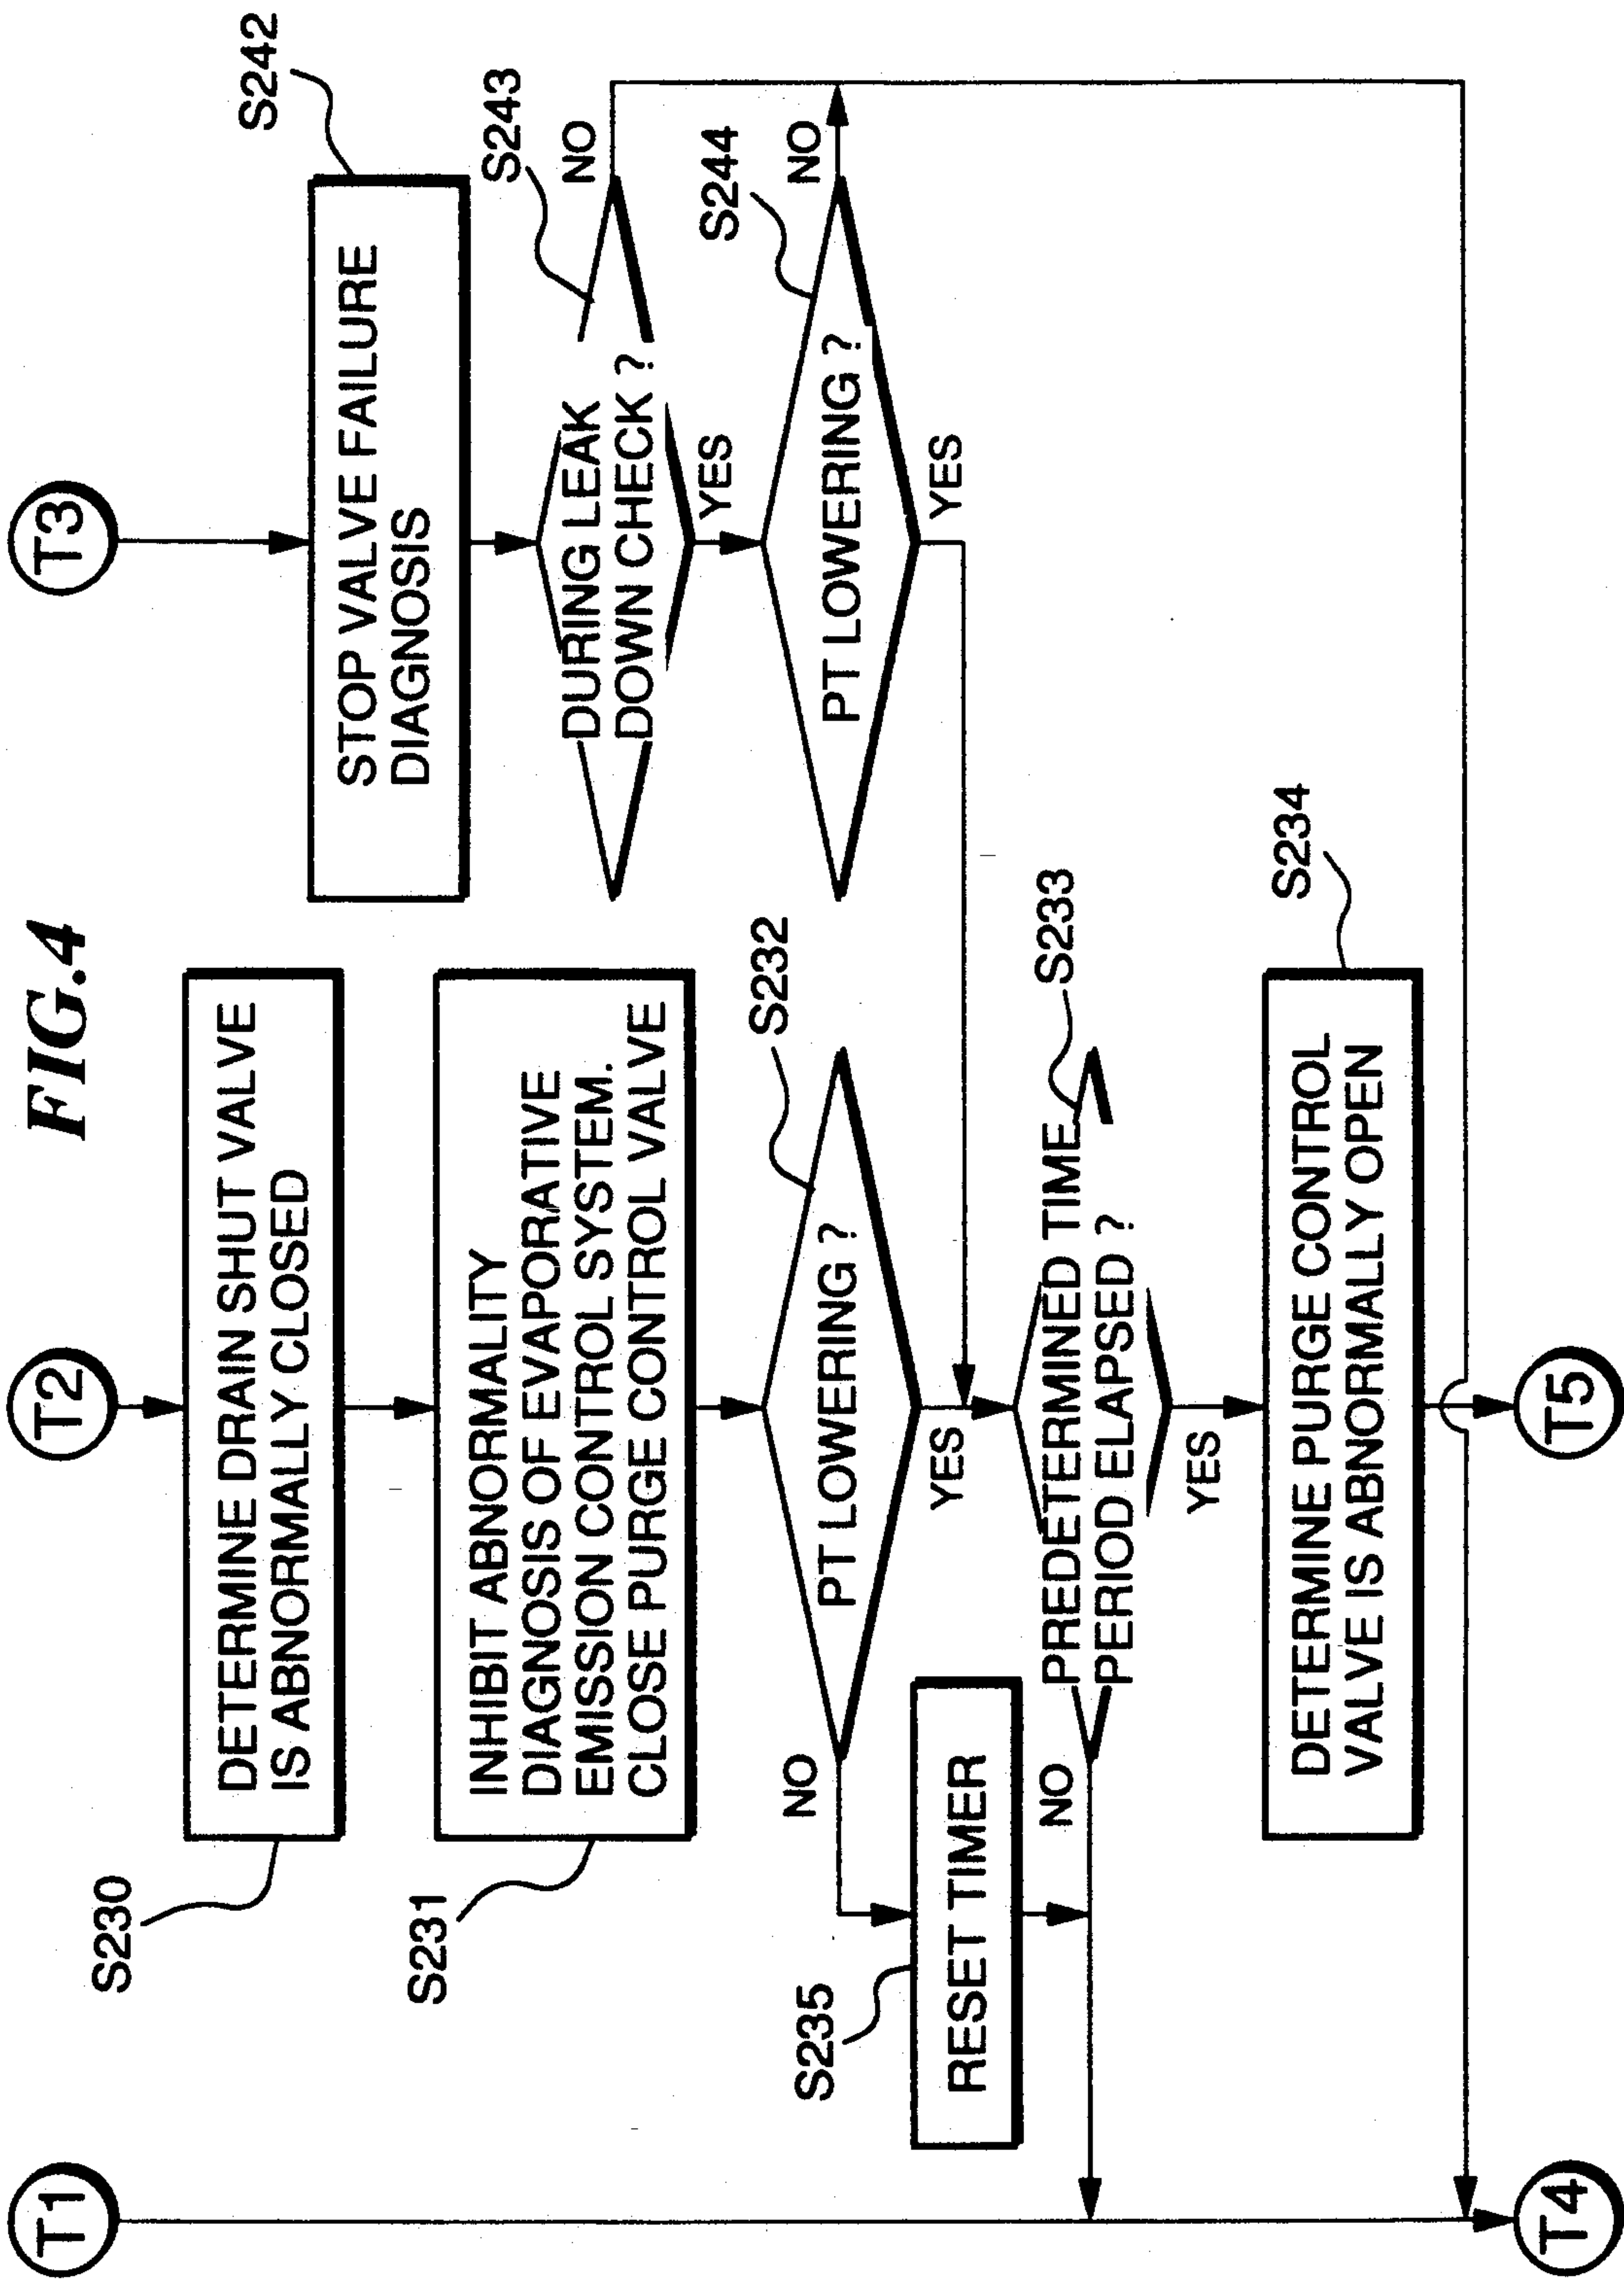 FIG.4
T1
T2
T3
S230
DETERMINE DRAIN SHUT VALVE
IS ABNORMALLY CLOSED
S231
INHIBIT ABNORMALITY
DIAGNOSIS OF EVAPORATIVE
EMISSION CONTROL SYSTEM.
CLOSE PURGE CONTROL VALVE
S232
PT LOWERING ?
NO
YES
S235
RESET TIMER
S233
PREDETERMINED TIME
PERIOD ELAPSED ?
NO
YES
S234
DETERMINE PURGE CONTROL
VALVE IS ABNORMALLY OPEN
S242
STOP VALVE FAILURE
DIAGNOSIS
S243
DURING LEAK
DOWN CHECK ?
NO
YES
S244
PT LOWERING ?
NO
YES
T4
T5